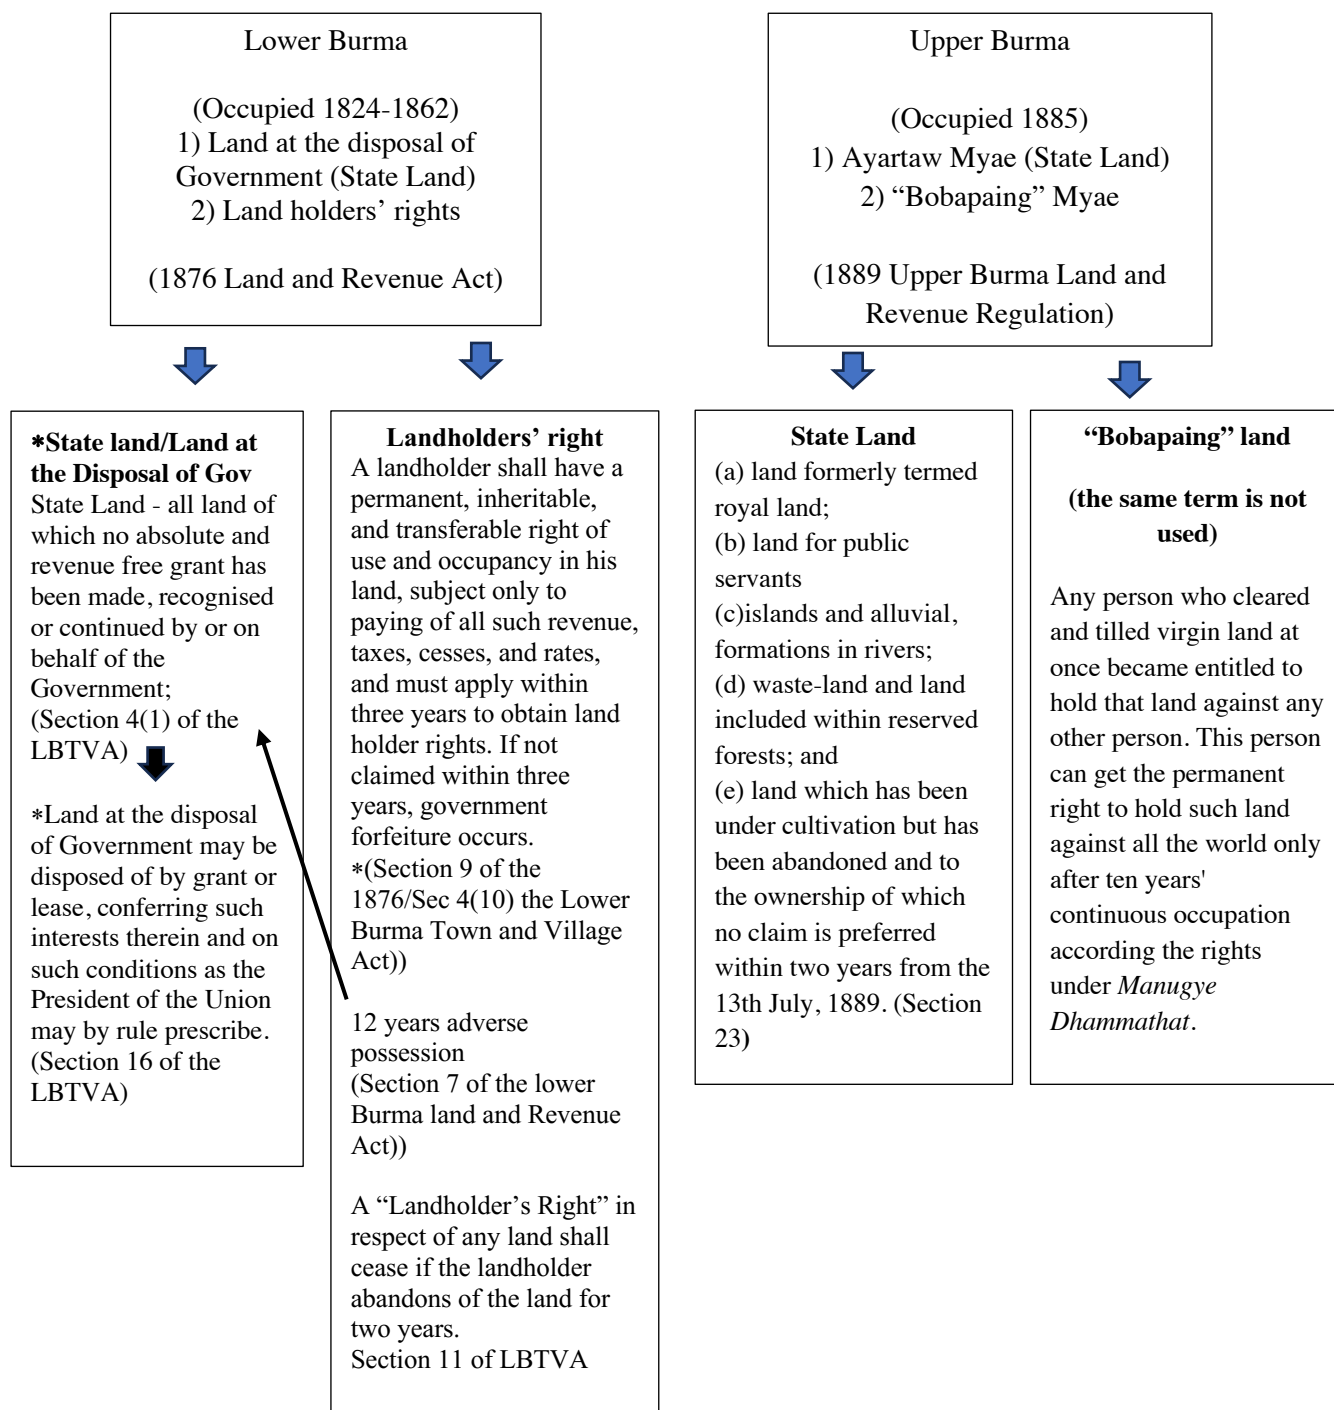 Lower Burma
(Occupied 1824-1862)
1) Land at the disposal of
Government (State Land)
2) Land holders’ rights
(1876 Land and Revenue Act)
Upper Burma
(Occupied 1885)
1) Ayartaw Myae (State Land)
2) “Bobapaing” Myae
(1889 Upper Burma Land and
Revenue Regulation)
*State land/Land at
the Disposal of Gov
State Land - all land of
which no absolute and
revenue free grant has
been made, recognised
or continued by or on
behalf of the
Government;
(Section 4(1) of the
LBTVA)
*Land at the disposal
of Government may be
disposed of by grant or
lease, conferring such
interests therein and on
such conditions as the
President of the Union
may by rule prescribe.
(Section 16 of the
LBTVA)
Landholders’ right
A landholder shall have a
permanent, inheritable,
and transferable right of
use and occupancy in his
land, subject only to
paying of all such revenue,
taxes, cesses, and rates,
and must apply within
three years to obtain land
holder rights. If not
claimed within three
years, government
forfeiture occurs.
*(Section 9 of the
1876/Sec 4(10) the Lower
Burma Town and Village
Act))
12 years adverse
possession
(Section 7 of the lower
Burma land and Revenue
Act))
A “Landholder’s Right” in
respect of any land shall
cease if the landholder
abandons of the land for
two years.
Section 11 of LBTVA
State Land
(a) land formerly termed
royal land;
(b) land for public
servants
(c)islands and alluvial,
formations in rivers;
(d) waste-land and land
included within reserved
forests; and
(e) land which has been
under cultivation but has
been abandoned and to
the ownership of which
no claim is preferred
within two years from the
13th July, 1889. (Section
23)
“Bobapaing” land
(the same term is not
used)
Any person who cleared
and tilled virgin land at
once became entitled to
hold that land against any
other person. This person
can get the permanent
right to hold such land
against all the world only
after ten years'
continuous occupation
according the rights
under Manugye
Dhammathat.